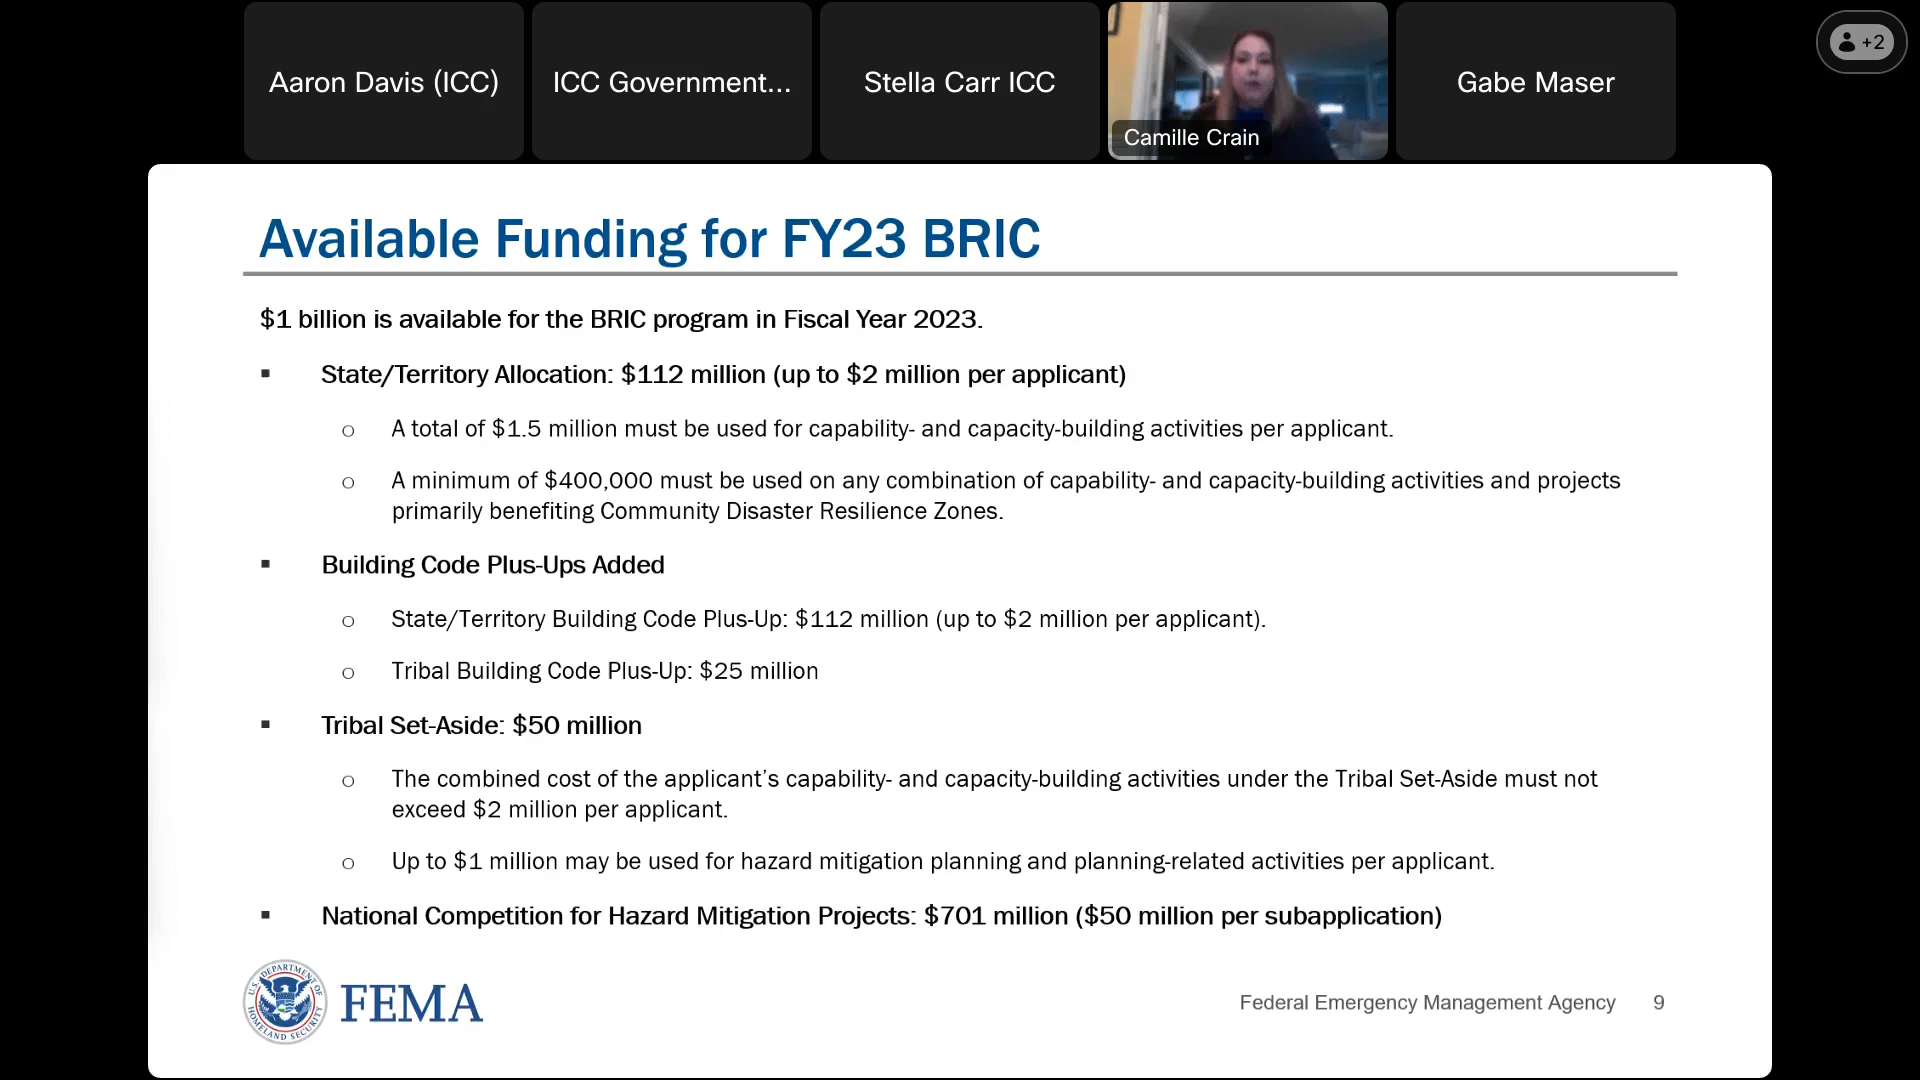 Aaron Davis (ICC)
ICC Government...
Stella Carr ICC
Camille Crain
Gabe Maser
+2
Available Funding for FY23 BRIC
$1 billion is available for the BRIC program in Fiscal Year 2023.
▪ State/Territory Allocation: $112 million (up to $2 million per applicant)
o A total of $1.5 million must be used for capability- and capacity-building activities per applicant.
o A minimum of $400,000 must be used on any combination of capability- and capacity-building activities and projects
primarily benefiting Community Disaster Resilience Zones.
▪ Building Code Plus-Ups Added
o State/Territory Building Code Plus-Up: $112 million (up to $2 million per applicant).
o Tribal Building Code Plus-Up: $25 million
▪ Tribal Set-Aside: $50 million
o The combined cost of the applicant’s capability- and capacity-building activities under the Tribal Set-Aside must not
exceed $2 million per applicant.
o Up to $1 million may be used for hazard mitigation planning and planning-related activities per applicant.
▪ National Competition for Hazard Mitigation Projects: $701 million ($50 million per subapplication)
U.S. DEPARTMENT OF
HOMELAND SECURITY
FEMA
Federal Emergency Management Agency 9